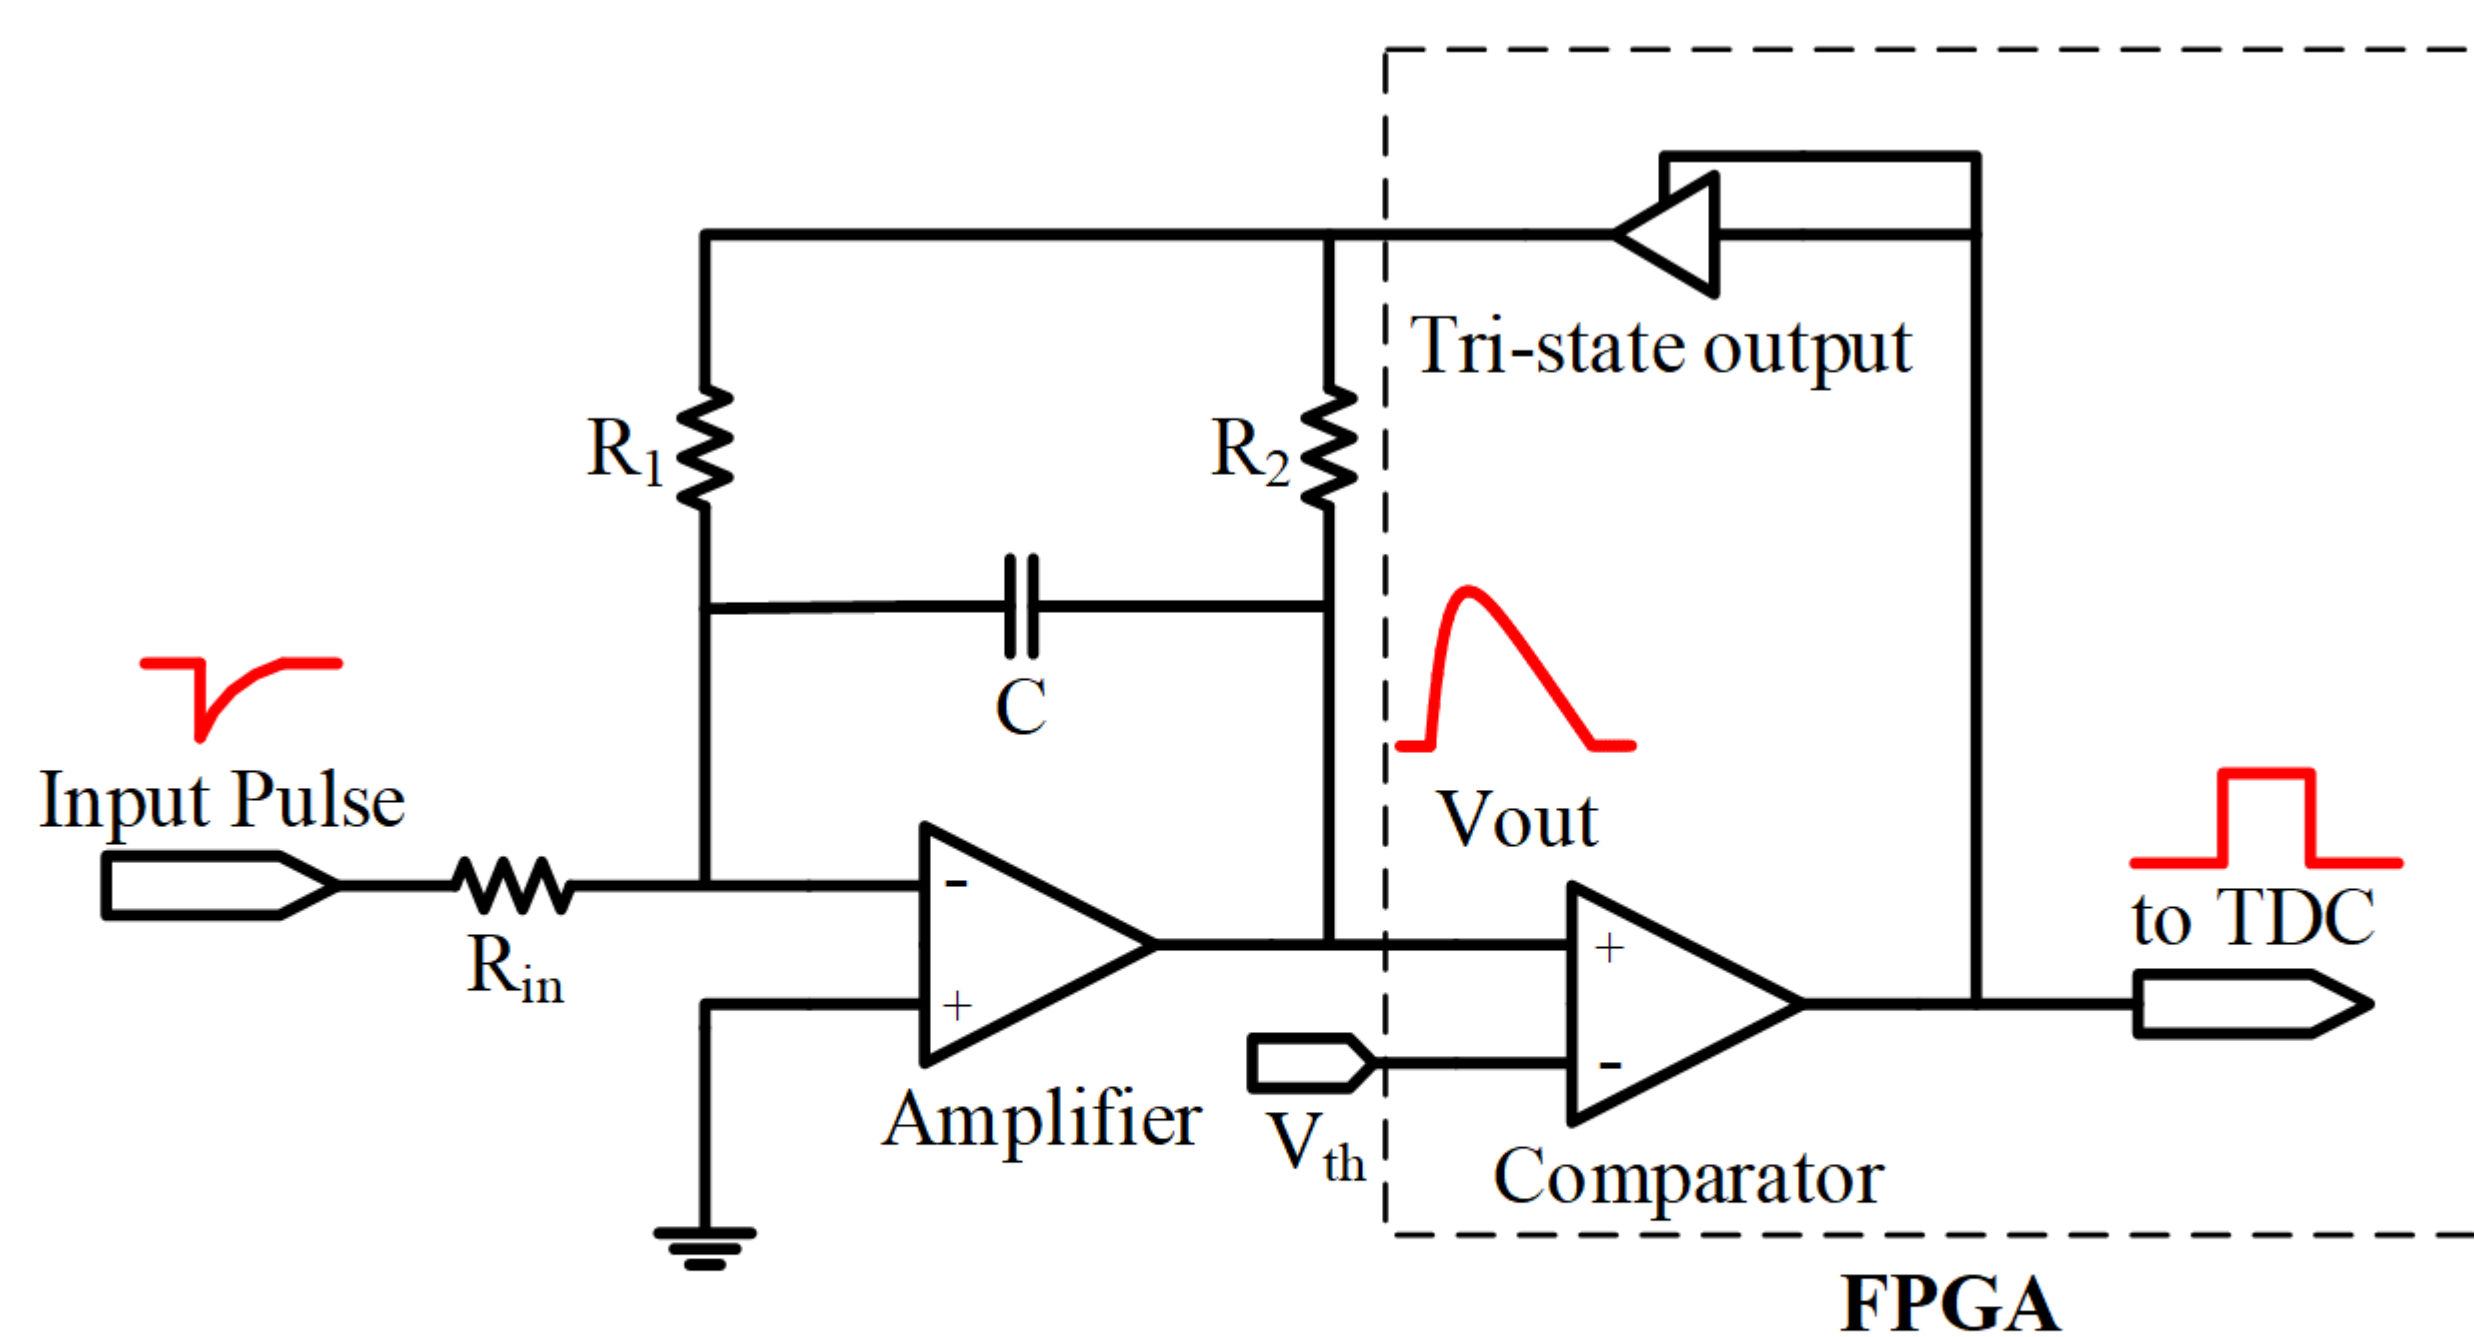 Tri-state output
R1
R2
C
Input Pulse
Vout
-
+
Rin
to TDC
+
-
Amplifier
Vth
Comparator
FPGA